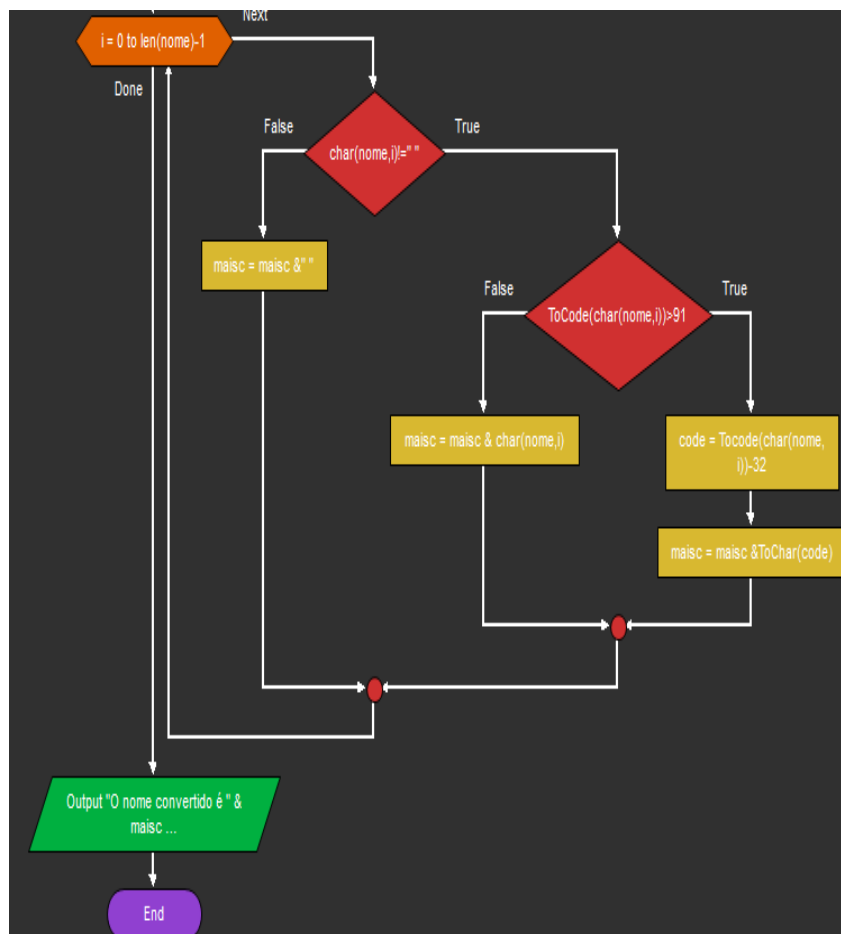 Next
i = 0 to len(nome)-1
Done
False
True
char(nome,i)!=" "
maisc = maisc &" "
False
True
ToCode(char(nome,i))>91
maisc = maisc & char(nome,i)
code = Tocode(char(nome,
i))-32
maisc = maisc &ToChar(code)
Output "O nome convertido é " &
maisc ...
End